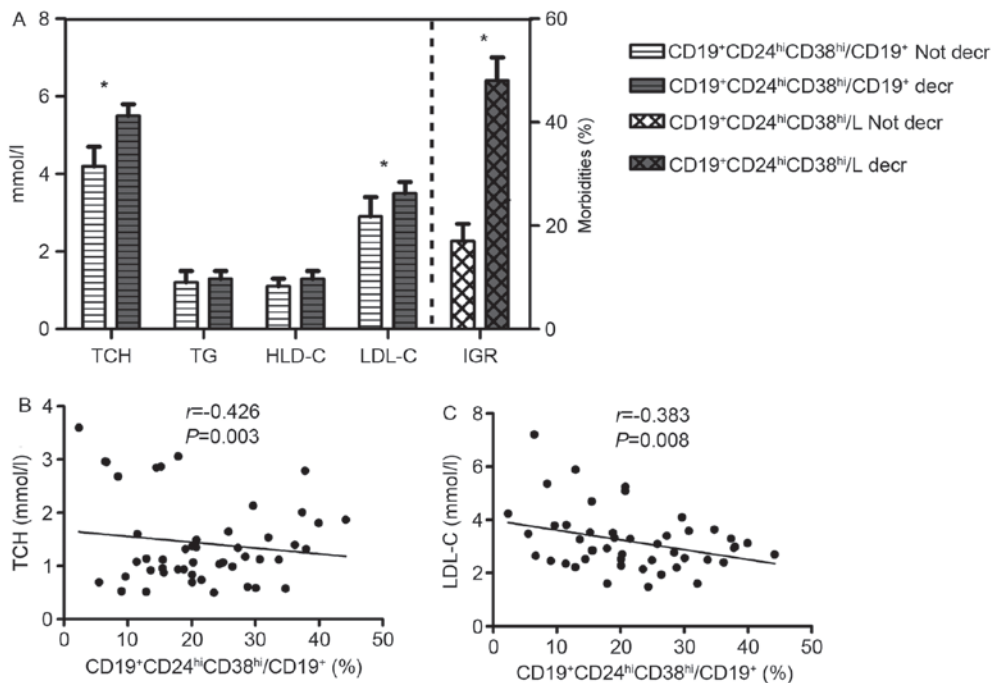 A
8
6
4
2
0
mmol/l
*
*
*
60
40
20
0
Morbidities (%)
TCH TG HLD-C LDL-C IGR
CD19⁺CD24ʰⁱCD38ʰⁱ/CD19⁺ Not decr
CD19⁺CD24ʰⁱCD38ʰⁱ/CD19⁺ decr
CD19⁺CD24ʰⁱCD38ʰⁱ/L Not decr
CD19⁺CD24ʰⁱCD38ʰⁱ/L decr
B
r=-0.426
P=0.003
4
3
2
1
0
TCH (mmol/l)
0 10 20 30 40 50
CD19⁺CD24ʰⁱCD38ʰⁱ/CD19⁺ (%)
C
r=-0.383
P=0.008
8
6
4
2
0
LDL-C (mmol/l)
0 10 20 30 40 50
CD19⁺CD24ʰⁱCD38ʰⁱ/CD19⁺ (%)